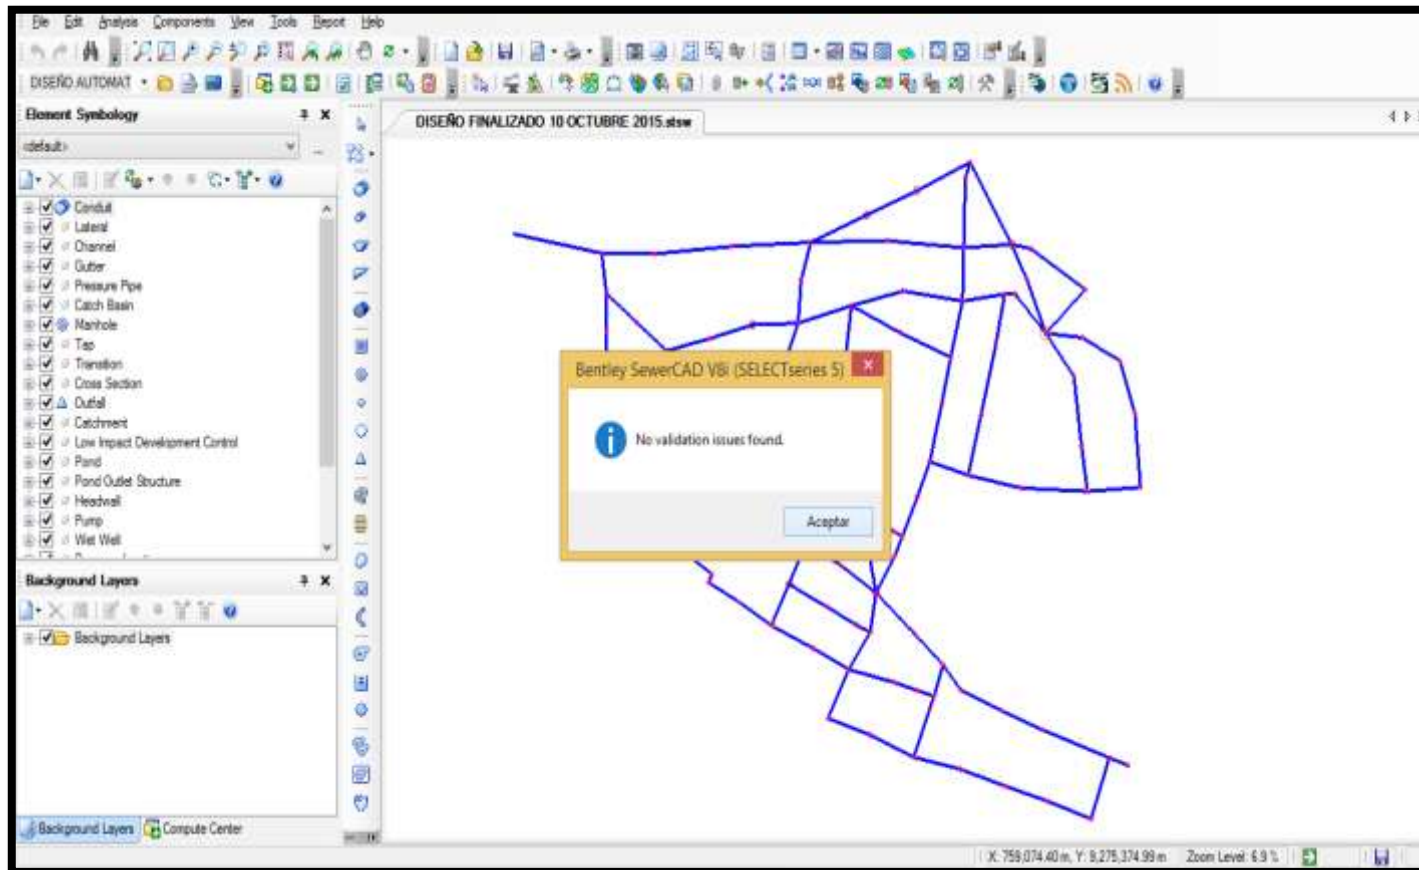 File Edit Analysis Components View Tools Report Help
DISEÑO AUTOMAT
Element Symbology
<default>
Conduit
Lateral
Channel
Gutter
Pressure Pipe
Catch Basin
Manhole
Tap
Transition
Cross Section
Outfall
Catchment
Low Impact Development Control
Pond
Pond Outlet Structure
Headwall
Pump
Wet Well
Background Layers
Background Layers
Background Layers Compute Center
DISEÑO FINALIZADO 10 OCTUBRE 2015.stsw
Bentley SewerCAD V8i (SELECTseries 5)
No validation issues found.
Aceptar
X: 759,074.40 m, Y: 9,275,374.99 m Zoom Level: 6.9 %